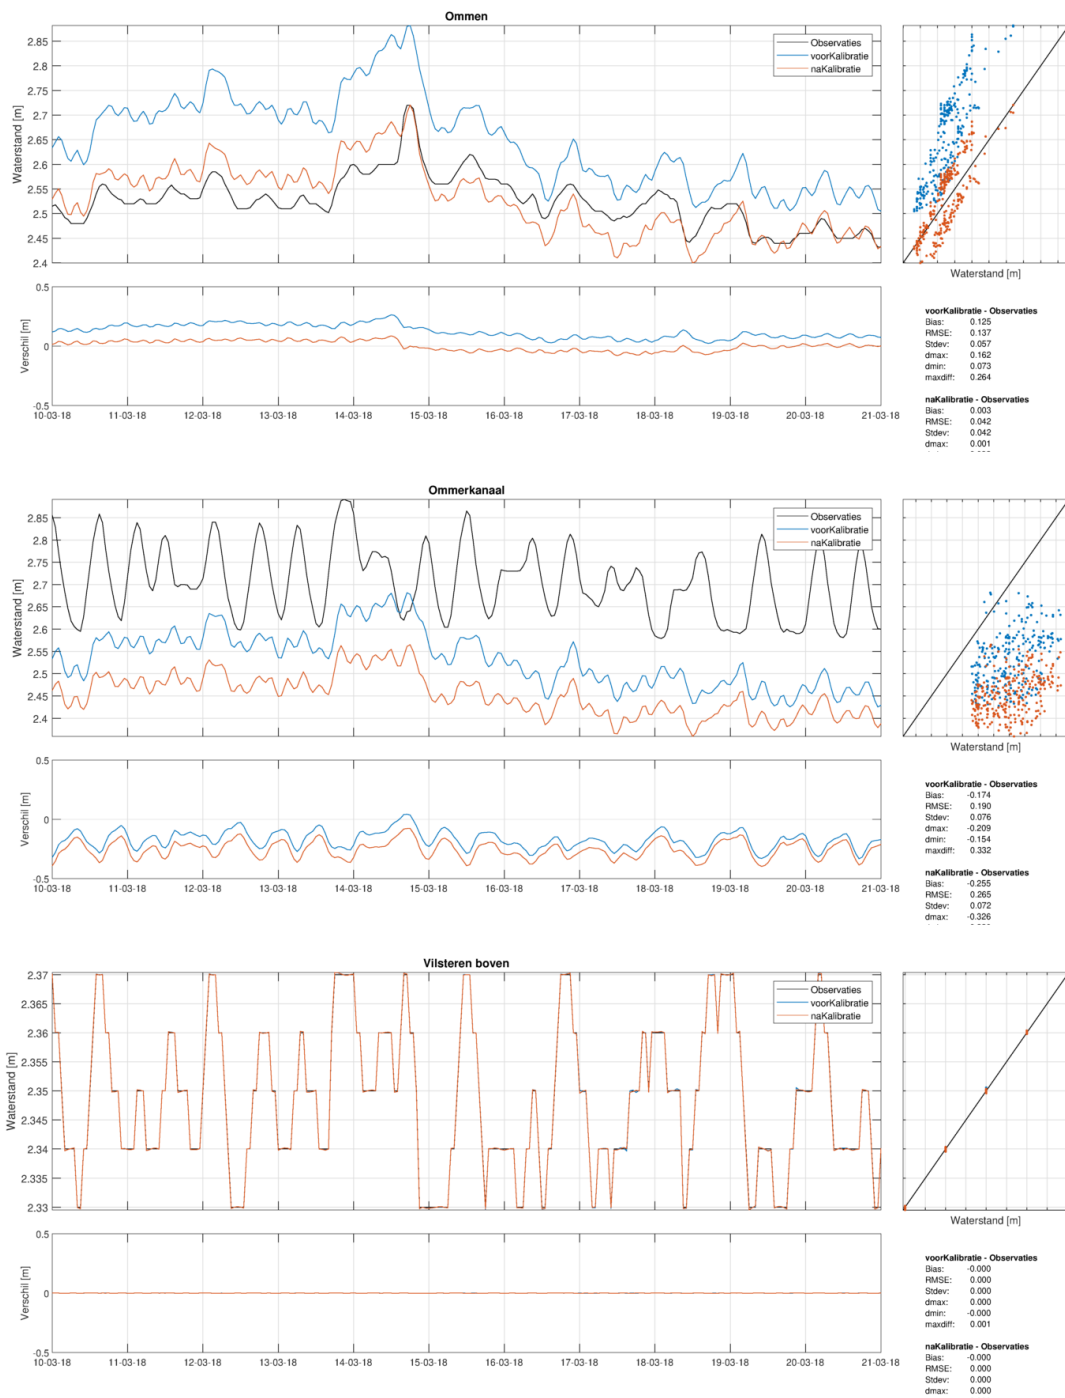 Ommen
2.85
2.8
2.75
2.7
2.65
2.6
2.55
2.5
2.45
2.4
Waterstand [m]
Observaties
voorKalibratie
naKalibratie
Waterstand [m]
0.5
0
-0.5
Verschil [m]
10-03-18 11-03-18 12-03-18 13-03-18 14-03-18 15-03-18 16-03-18 17-03-18 18-03-18 19-03-18 20-03-18 21-03-18
voorKalibratie - Observaties
Bias: 0.125
RMSE: 0.137
Stdev: 0.057
dmax: 0.162
dmin: 0.073
maxdiff: 0.264
naKalibratie - Observaties
Bias: 0.003
RMSE: 0.042
Stdev: 0.042
dmax: 0.001
Ommerkanaal
2.85
2.8
2.75
2.7
2.65
2.6
2.55
2.5
2.45
2.4
Waterstand [m]
Observaties
voorKalibratie
naKalibratie
Waterstand [m]
0.5
0
-0.5
Verschil [m]
10-03-18 11-03-18 12-03-18 13-03-18 14-03-18 15-03-18 16-03-18 17-03-18 18-03-18 19-03-18 20-03-18 21-03-18
voorKalibratie - Observaties
Bias: -0.174
RMSE: 0.190
Stdev: 0.076
dmax: -0.209
dmin: -0.154
maxdiff: 0.332
naKalibratie - Observaties
Bias: -0.255
RMSE: 0.265
Stdev: 0.072
dmax: -0.326
Vilsteren boven
2.37
2.365
2.36
2.355
2.35
2.345
2.34
2.335
2.33
Waterstand [m]
Observaties
voorKalibratie
naKalibratie
Waterstand [m]
0.5
0
-0.5
Verschil [m]
10-03-18 11-03-18 12-03-18 13-03-18 14-03-18 15-03-18 16-03-18 17-03-18 18-03-18 19-03-18 20-03-18 21-03-18
voorKalibratie - Observaties
Bias: -0.000
RMSE: 0.000
Stdev: 0.000
dmax: 0.000
dmin: -0.000
maxdiff: 0.001
naKalibratie - Observaties
Bias: -0.000
RMSE: 0.000
Stdev: 0.000
dmax: 0.000